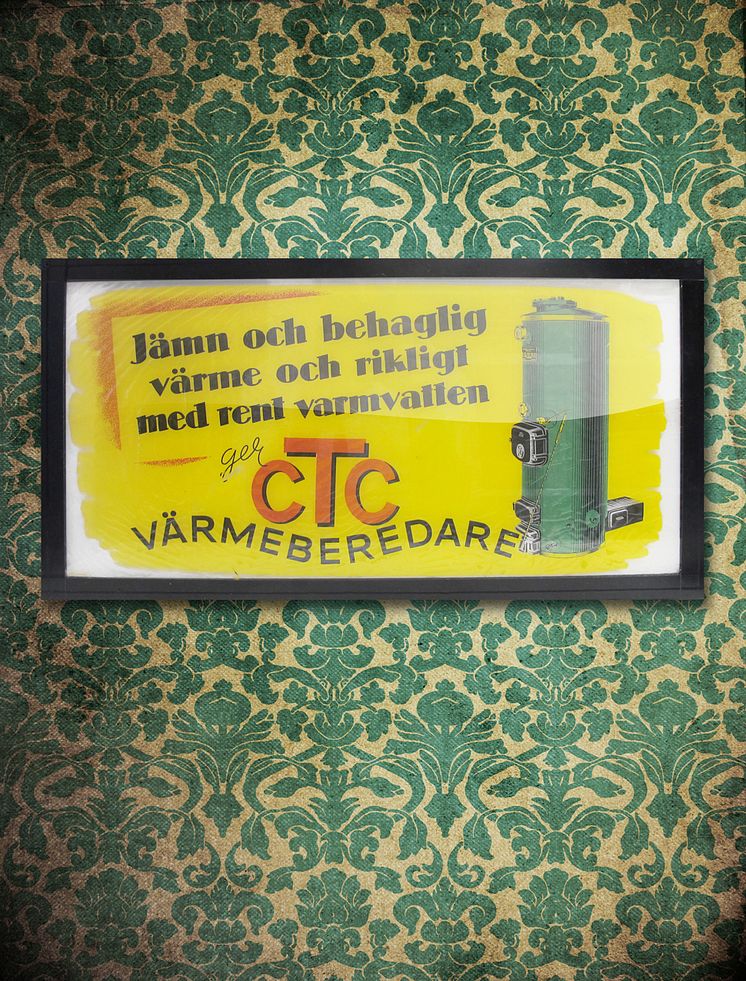 Jämn och behaglig
värme och rikligt
med rent varmvatten
ger
CTC
VÄRMEBEREDARE